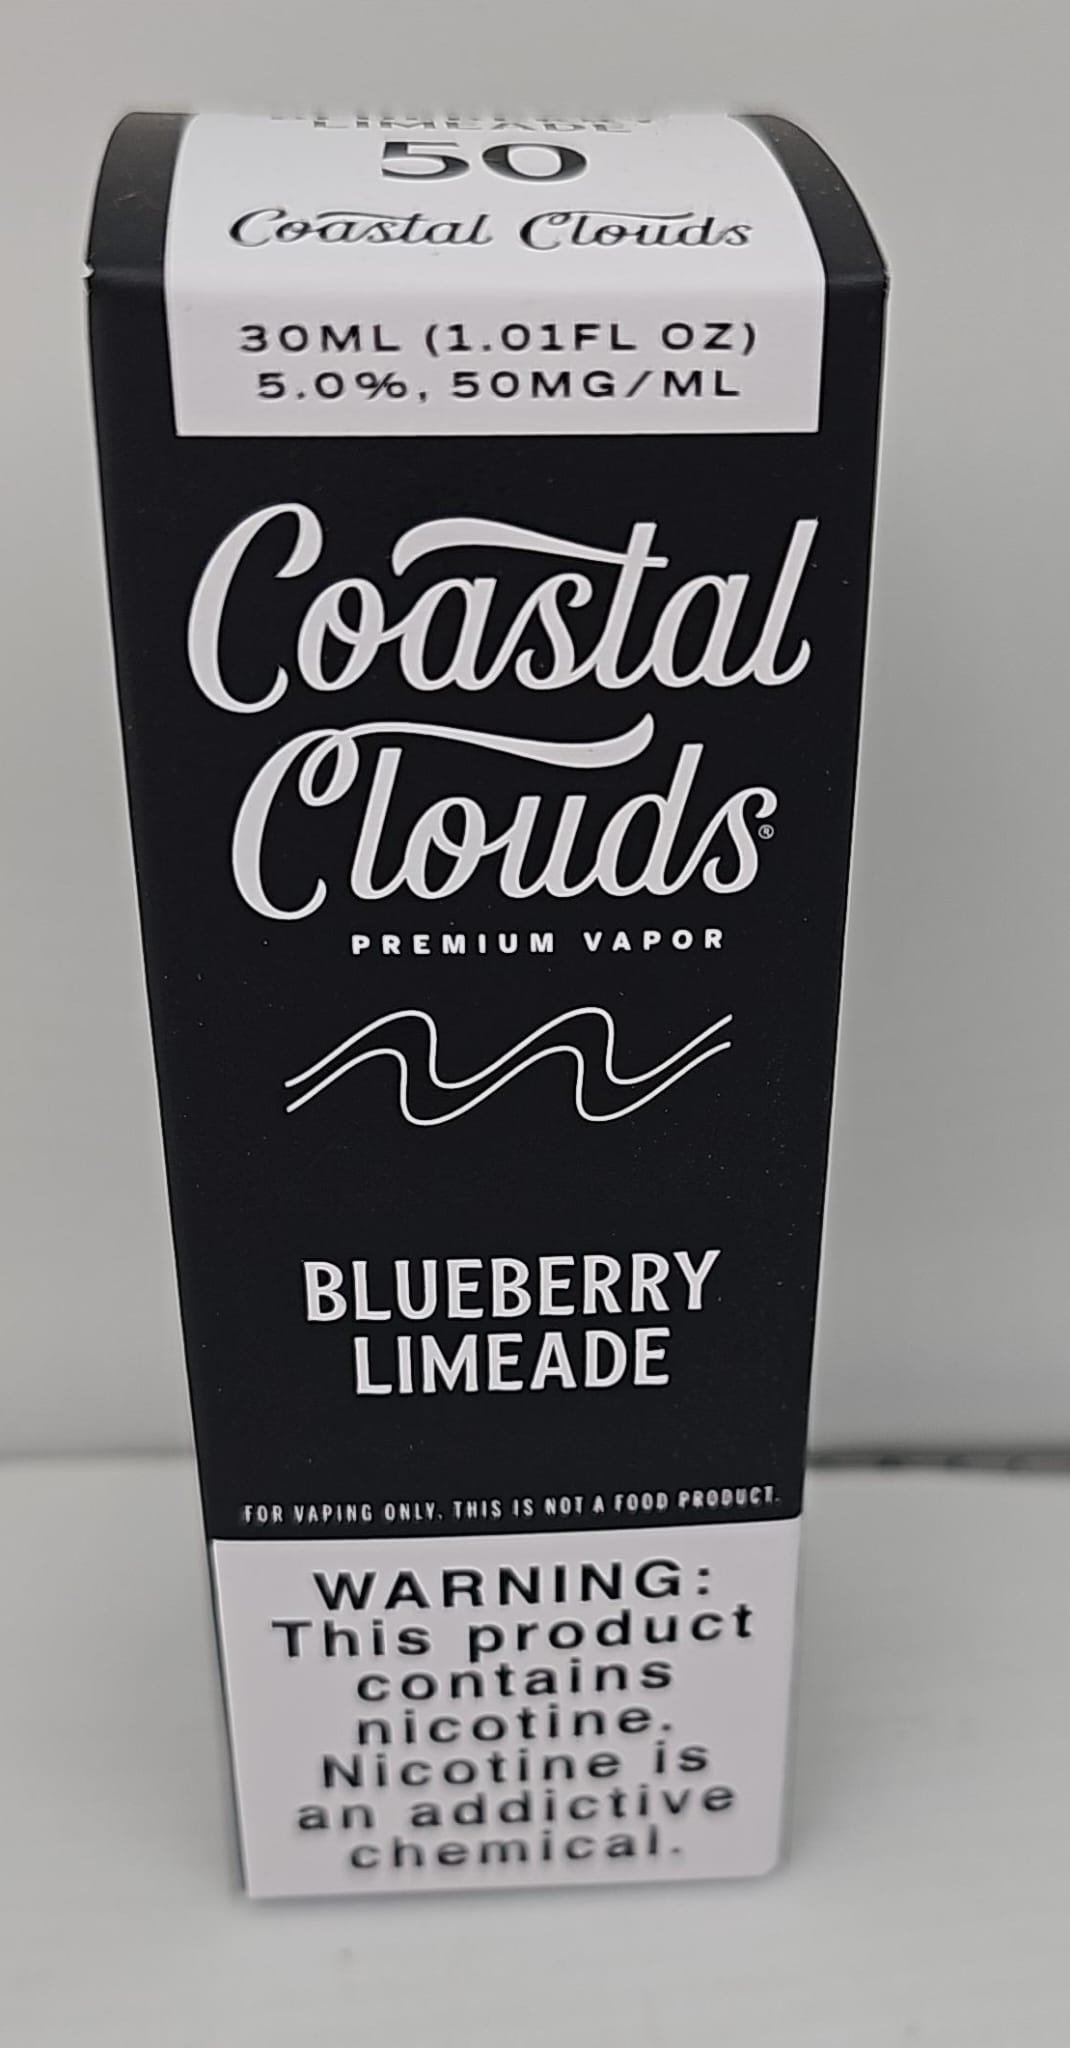 LIMEADE
50
Coastal Clouds
30ML (1.01FL OZ)
5.0%, 50MG/ML
Coastal
Clouds®
PREMIUM VAPOR
BLUEBERRY
LIMEADE
FOR VAPING ONLY. THIS IS NOT A FOOD PRODUCT.
WARNING:
This product
contains
nicotine.
Nicotine is
an addictive
chemical.